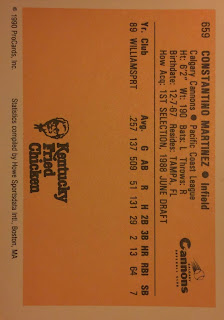 659 CONSTANTINO MARTINEZ • Infield
Calgary Cannons • Pacific Coast League
Ht: 6'2" Wt: 190 Bats: R Throws: R
Birthdate: 12-7-67 Resides: TAMPA, FL
How Acq: 1ST SELECTION, 1988 JUNE DRAFT
Cannons
Yr. Club Avg. G AB R H 2B 3B HR RBI SB
89 WILLIAMSPRT .257 137 509 51 131 29 2 13 64 7
Kentucky
Fried
Chicken
© 1990 ProCards, Inc. Statistics compiled by Howe Sportsdata Intl., Boston, MA.